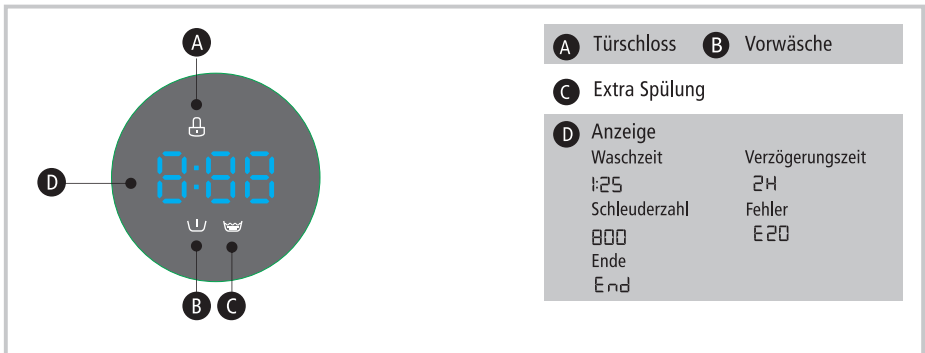 A
8:88
D
B C
A Türschloss B Vorwäsche
C Extra Spülung
D Anzeige
Waschzeit Verzögerungszeit
1:25 2H
Schleuderzahl Fehler
800 E20
Ende
End